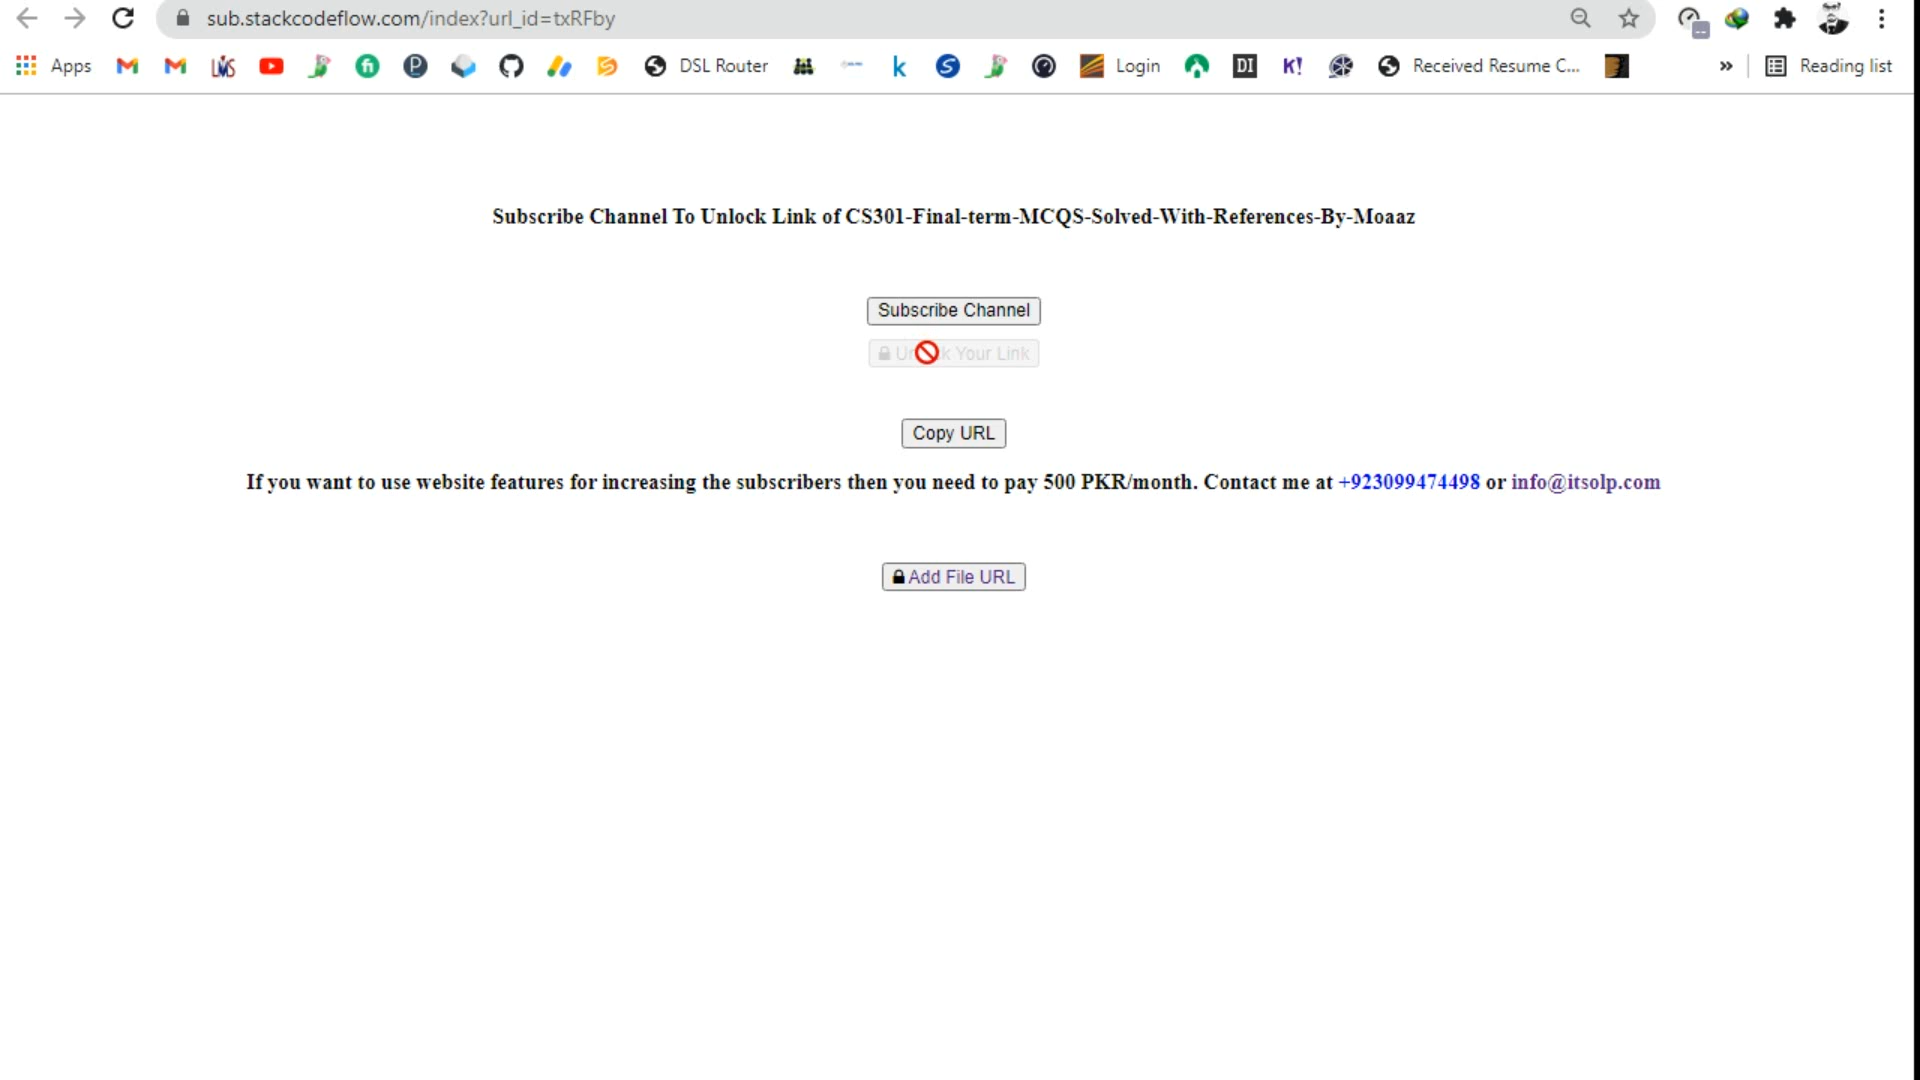 sub.stackcodeflow.com/index?url_id=txRFby
Apps DSL Router Login DI K! Received Resume C... » Reading list
Subscribe Channel To Unlock Link of CS301-Final-term-MCQS-Solved-With-References-By-Moaaz
Subscribe Channel
Your Link
Copy URL
If you want to use website features for increasing the subscribers then you need to pay 500 PKR/month. Contact me at +923099474498 or info@itsolp.com
Add File URL